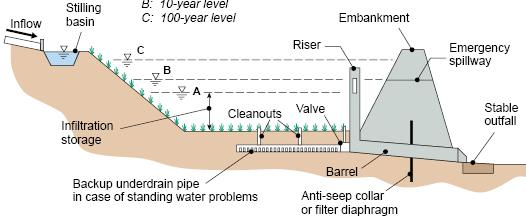 Stilling
basin
B: 10-year level
C: 100-year level
Inflow
C
B
A
Infiltration
storage
Cleanouts
Valve
Riser
Embankment
Emergency
spillway
Stable
outfall
Barrel
Backup underdrain pipe
in case of standing water problems
Anti-seep collar
or filter diaphragm